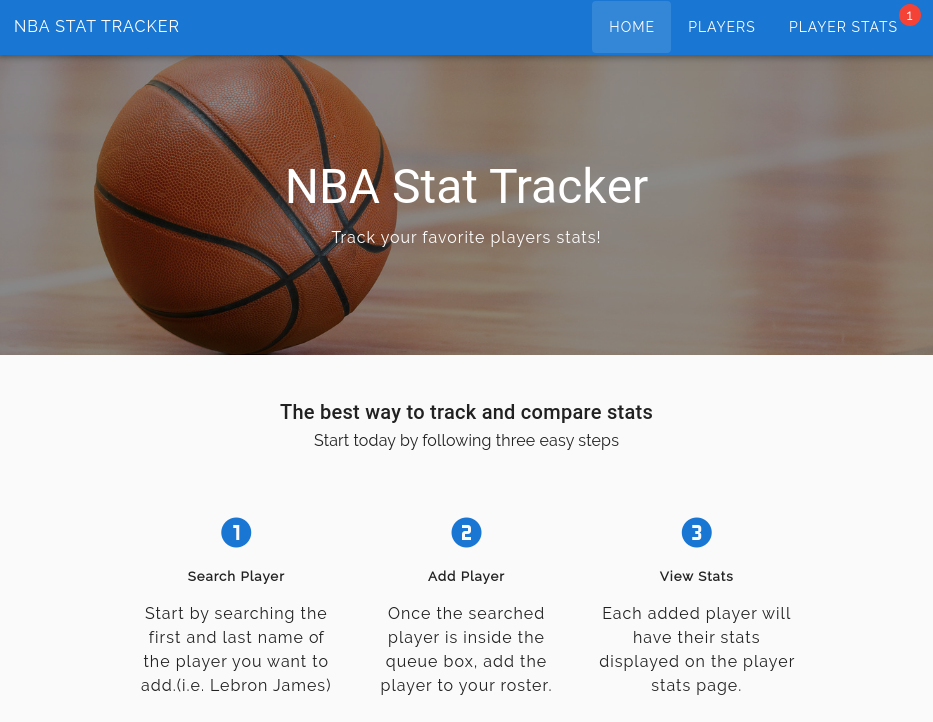 NBA STAT TRACKER HOME PLAYERS PLAYER STATS 1
NBA Stat Tracker
Track your favorite players stats!
The best way to track and compare stats
Start today by following three easy steps
1
Search Player
Start by searching the
first and last name of
the player you want to
add.(i.e. Lebron James)
2
Add Player
Once the searched
player is inside the
queue box, add the
player to your roster.
3
View Stats
Each added player will
have their stats
displayed on the player
stats page.